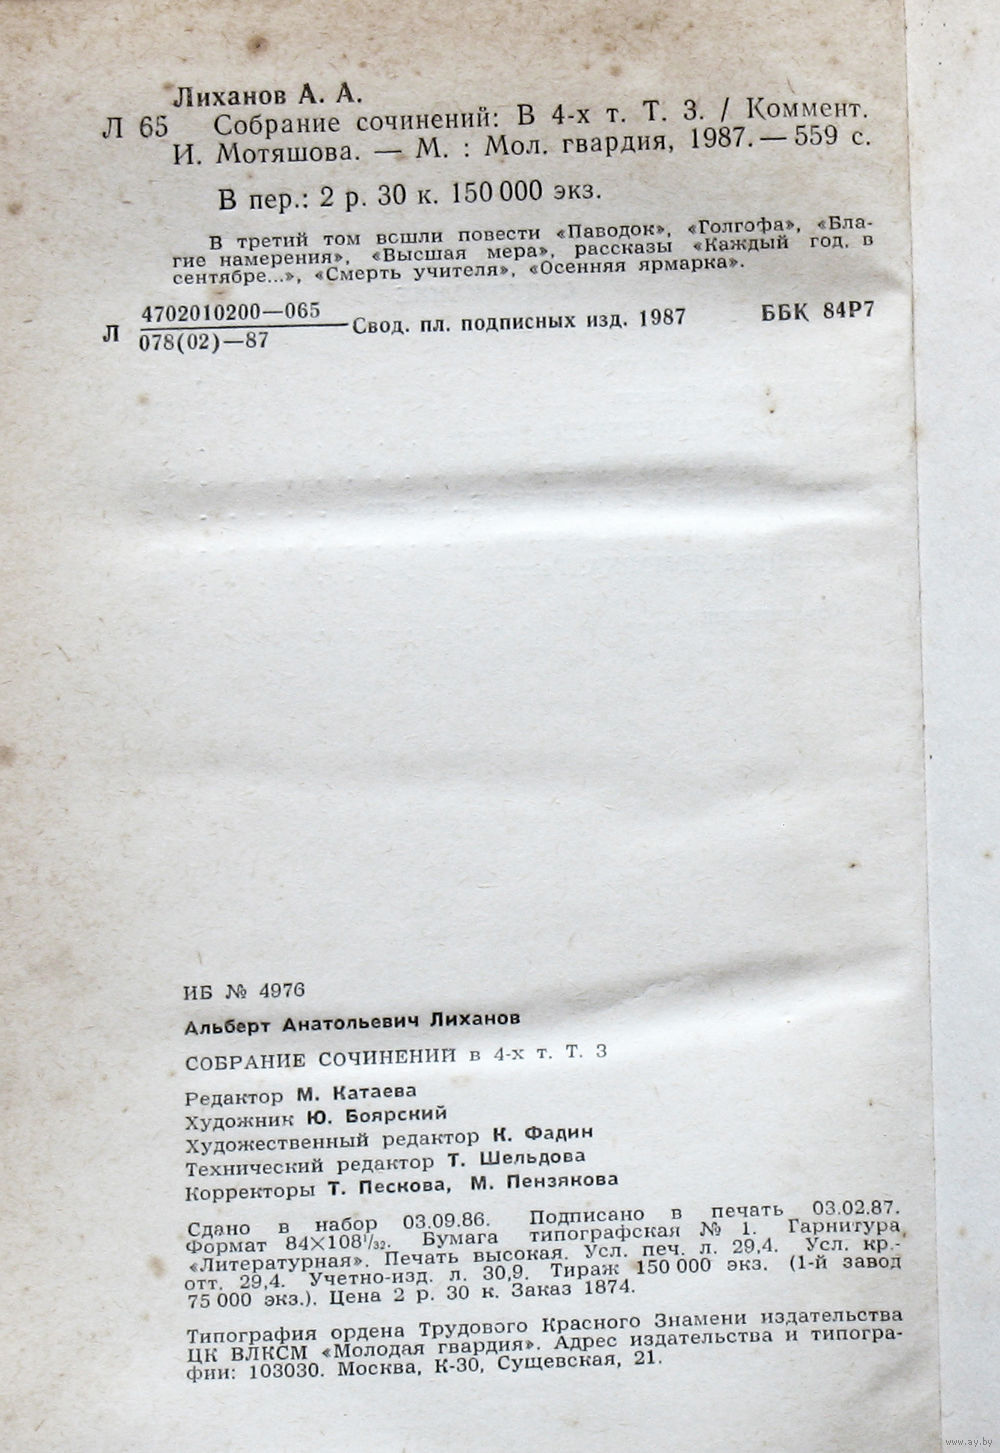 Лиханов А. А.
Л 65 Собрание сочинений: В 4-х т. Т. 3. / Коммент.
И. Мотяшова. — М. : Мол. гвардия, 1987. — 559 с.
В пер.: 2 р. 30 к. 150 000 экз.
В третий том вошли повести «Паводок», «Голгофа», «Бла-
гие намерения», «Высшая мера», рассказы «Каждый год, в
сентябре...», «Смерть учителя», «Осенняя ярмарка».
4702010200—065
Л ———— Свод. пл. подписных изд. 1987 ББК 84Р7
078(02)—87
ИБ № 4976
Альберт Анатольевич Лиханов
СОБРАНИЕ СОЧИНЕНИЙ в 4-х т. Т. 3
Редактор М. Катаева
Художник Ю. Боярский
Художественный редактор К. Фадин
Технический редактор Т. Шельдова
Корректоры Т. Пескова, М. Пензякова
Сдано в набор 03.09.86. Подписано в печать 03.02.87.
Формат 84×108¹/₃₂. Бумага типографская № 1. Гарнитура
«Литературная». Печать высокая. Усл. печ. л. 29,4. Усл. кр.-
отт. 29,4. Учетно-изд. л. 30,9. Тираж 150 000 экз. (1-й завод
75 000 экз.). Цена 2 р. 30 к. Заказ 1874.
Типография ордена Трудового Красного Знамени издательства
ЦК ВЛКСМ «Молодая гвардия». Адрес издательства и типогра-
фии: 103030. Москва, К-30, Сущевская, 21.
www.ay.by